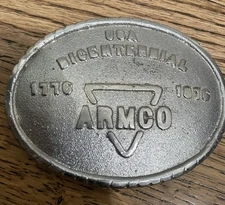 USA
BICENTENNIAL
1776 1976
ARMCO